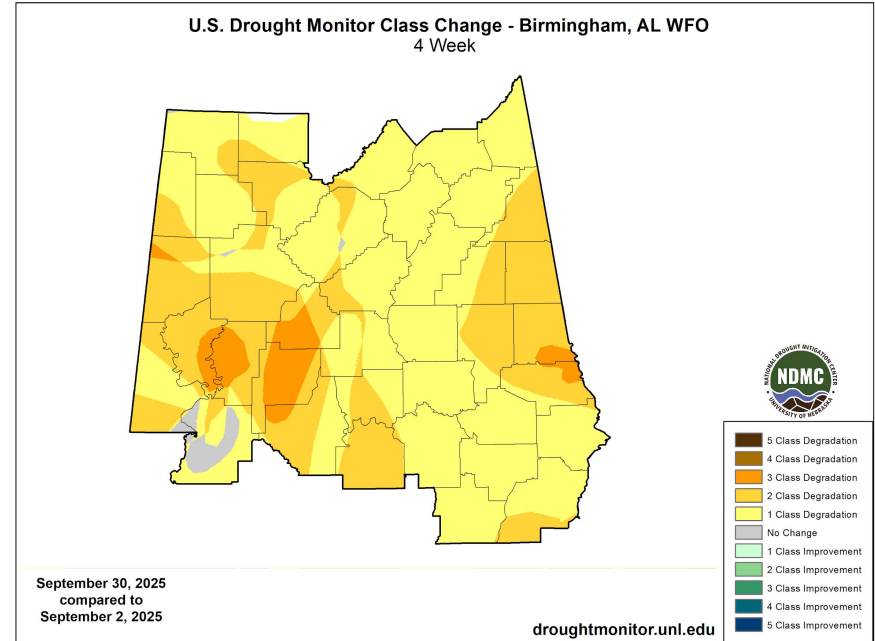 U.S. Drought Monitor Class Change - Birmingham, AL WFO
4 Week
NATIONAL DROUGHT MITIGATION CENTER
NDMC
UNIVERSITY OF NEBRASKA
5 Class Degradation
4 Class Degradation
3 Class Degradation
2 Class Degradation
1 Class Degradation
No Change
1 Class Improvement
2 Class Improvement
3 Class Improvement
4 Class Improvement
5 Class Improvement
September 30, 2025
compared to
September 2, 2025
droughtmonitor.unl.edu